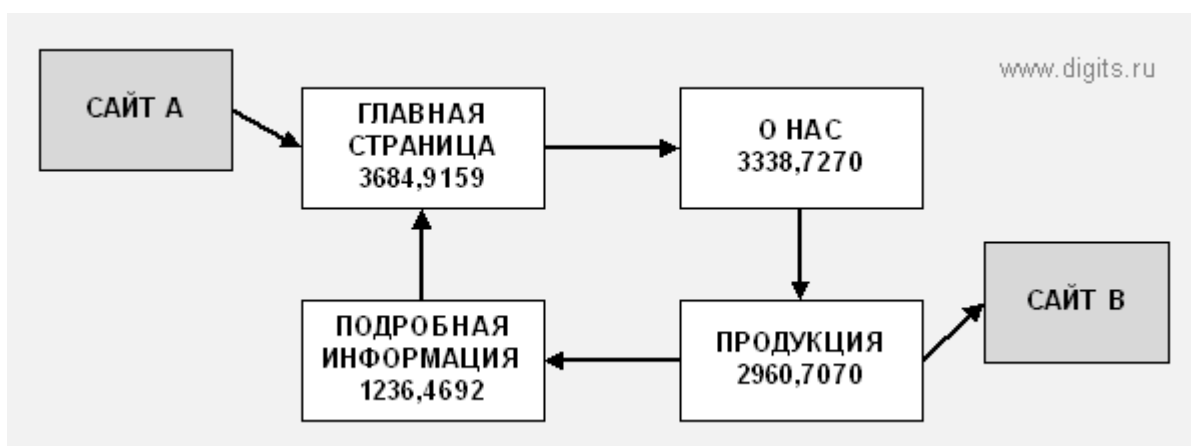 www.digits.ru
САЙТ А
ГЛАВНАЯ
СТРАНИЦА
3684,9159
О НАС
3338,7270
САЙТ В
ПОДРОБНАЯ
ИНФОРМАЦИЯ
1236,4692
ПРОДУКЦИЯ
2960,7070